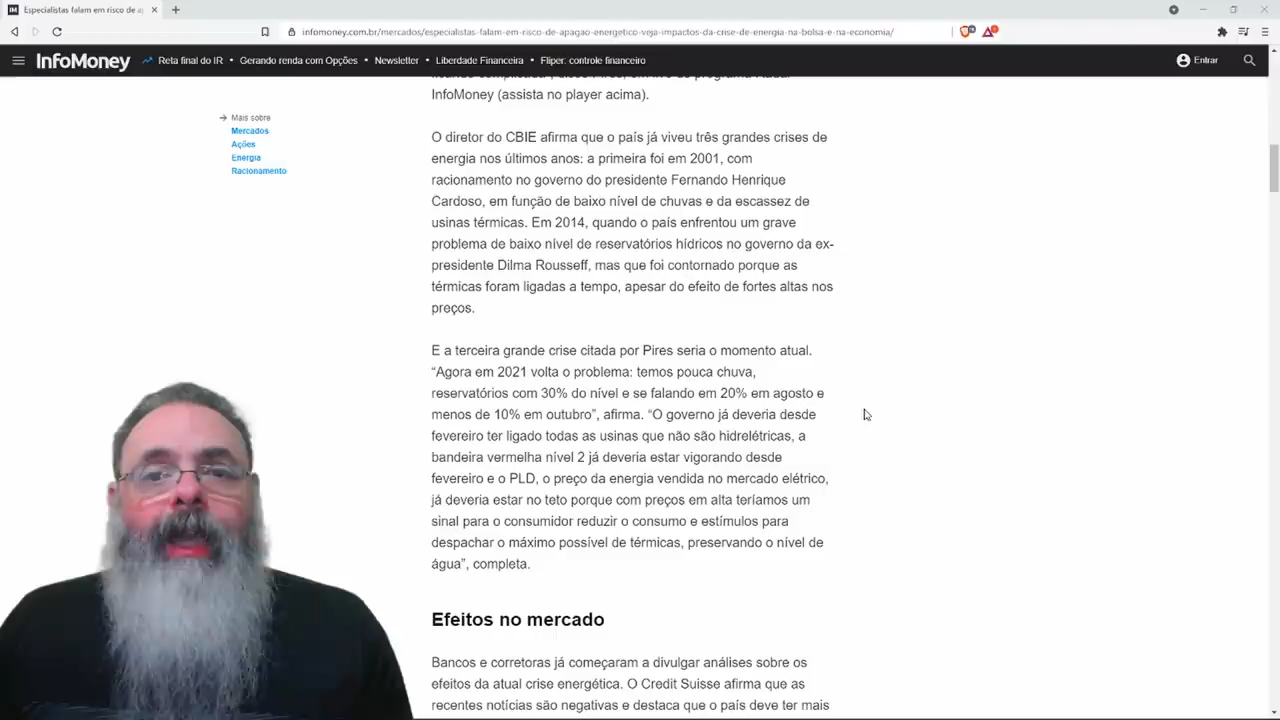 Especialistas falam em risco de a
infomoney.com.br/mercados/especialistas-falam-em-risco-de-apagao-energetico-veja-impactos-da-crise-de-energia-na-bolsa-e-na-economia/
InfoMoney
Reta final do IR • Gerando renda com Opções • Newsletter • Liberdade Financeira • Fliper: controle financeiro
Entrar
InfoMoney (assista no player acima).
Mais sobre
Mercados
Ações
Energia
Racionamento
O diretor do CBIE afirma que o país já viveu três grandes crises de
energia nos últimos anos: a primeira foi em 2001, com
racionamento no governo do presidente Fernando Henrique
Cardoso, em função de baixo nível de chuvas e da escassez de
usinas térmicas. Em 2014, quando o país enfrentou um grave
problema de baixo nível de reservatórios hídricos no governo da ex-
presidente Dilma Rousseff, mas que foi contornado porque as
térmicas foram ligadas a tempo, apesar do efeito de fortes altas nos
preços.
E a terceira grande crise citada por Pires seria o momento atual.
“Agora em 2021 volta o problema: temos pouca chuva,
reservatórios com 30% do nível e se falando em 20% em agosto e
menos de 10% em outubro”, afirma. “O governo já deveria desde
fevereiro ter ligado todas as usinas que não são hidrelétricas, a
bandeira vermelha nível 2 já deveria estar vigorando desde
fevereiro e o PLD, o preço da energia vendida no mercado elétrico,
já deveria estar no teto porque com preços em alta teríamos um
sinal para o consumidor reduzir o consumo e estímulos para
despachar o máximo possível de térmicas, preservando o nível de
água”, completa.
Efeitos no mercado
Bancos e corretoras já começaram a divulgar análises sobre os
efeitos da atual crise energética. O Credit Suisse afirma que as
recentes notícias são negativas e destaca que o país deve ter mais